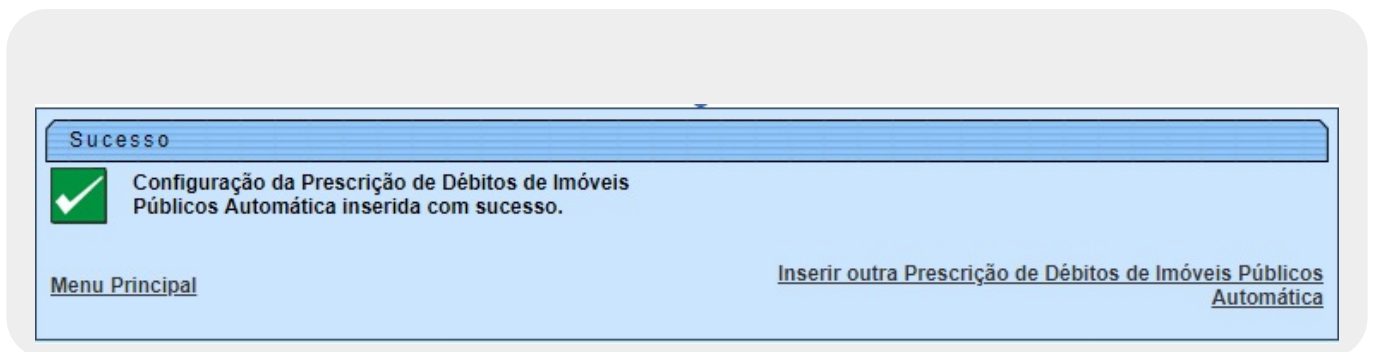 Sucesso
Configuração da Prescrição de Débitos de Imóveis
Públicos Automática inserida com sucesso.
Menu Principal
Inserir outra Prescrição de Débitos de Imóveis Públicos
Automática